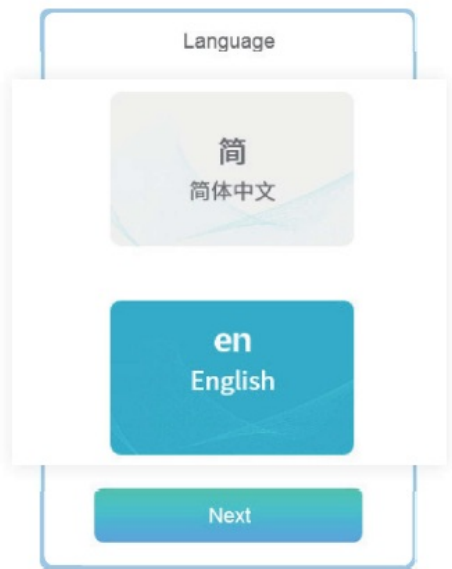 Language
简
简体中文
en
English
Next